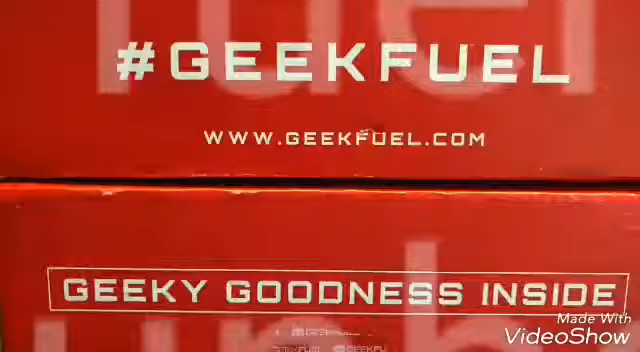 #GEEKFUEL
WWW.GEEKFUEL.COM
GEEKY GOODNESS INSIDE
Made With
VideoShow